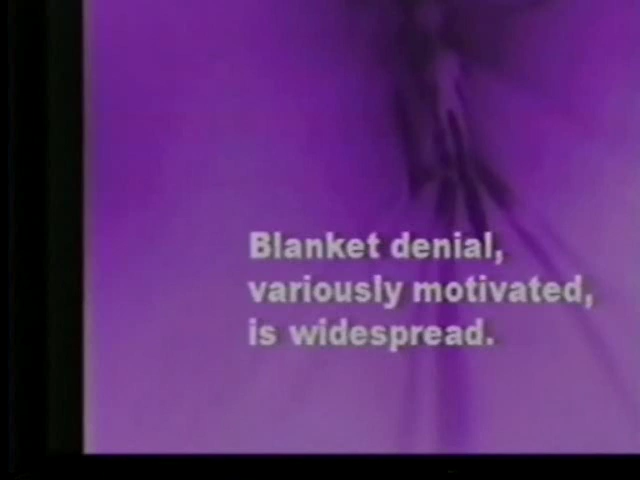 Blanket denial,
variously motivated,
is widespread.